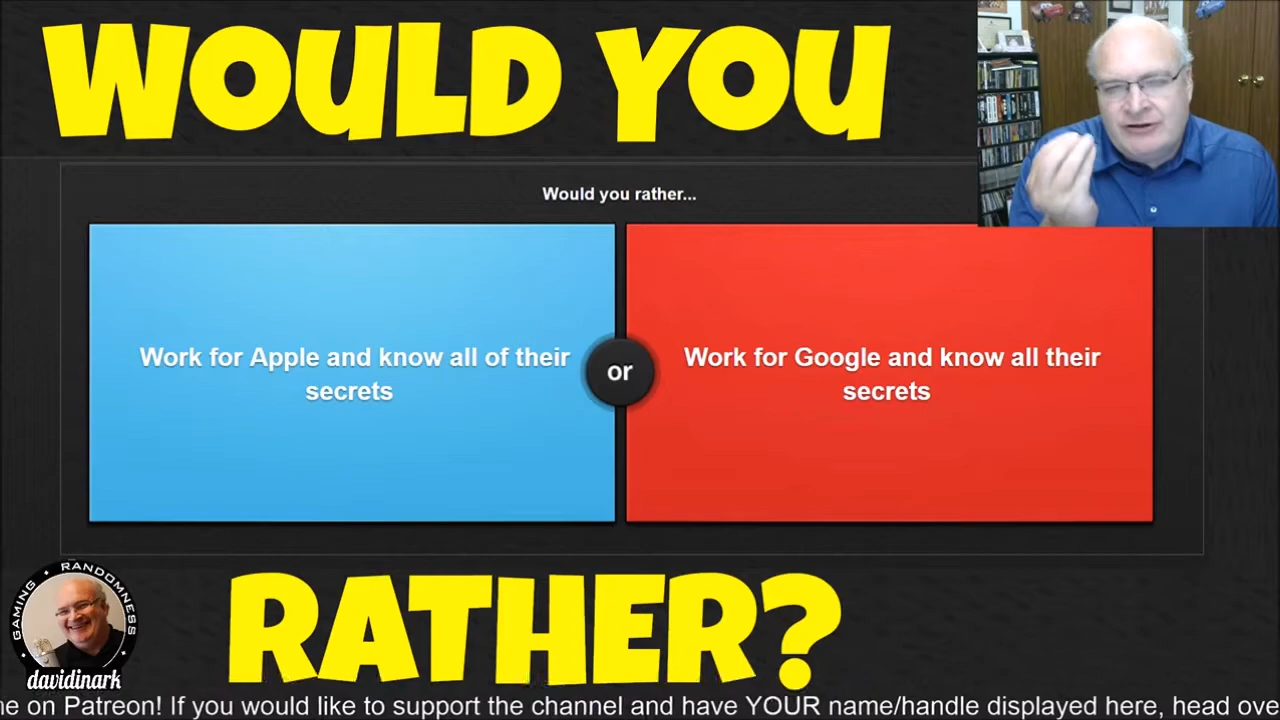 WOULD YOU
Would you rather...
Work for Apple and know all of their
secrets
or
Work for Google and know all their
secrets
RATHER?
GAMING • RANDOMNESS
davidinark
me on Patreon! If you would like to support the channel and have YOUR name/handle displayed here, head ove